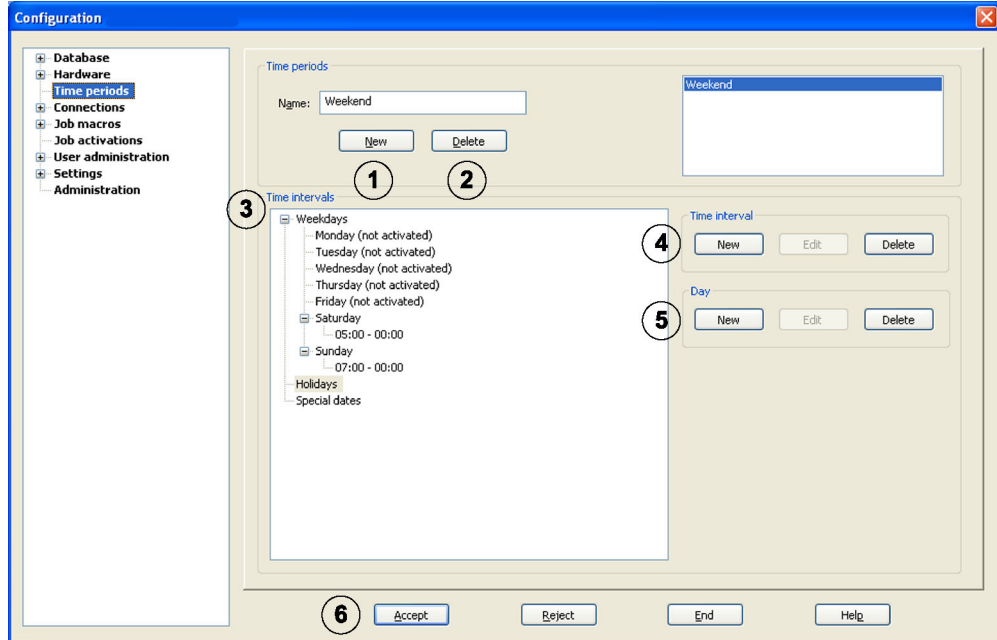 Configuration
Database
Hardware
Time periods
Connections
Job macros
Job activations
User administration
Settings
Administration
Time periods
Name: Weekend
New Delete
1 2
Weekend
3 Time intervals
Weekdays
Monday (not activated)
Tuesday (not activated)
Wednesday (not activated)
Thursday (not activated)
Friday (not activated)
Saturday
05:00 - 00:00
Sunday
07:00 - 00:00
Holidays
Special dates
Time interval
4 New Edit Delete
Day
5 New Edit Delete
6 Accept Reject End Help